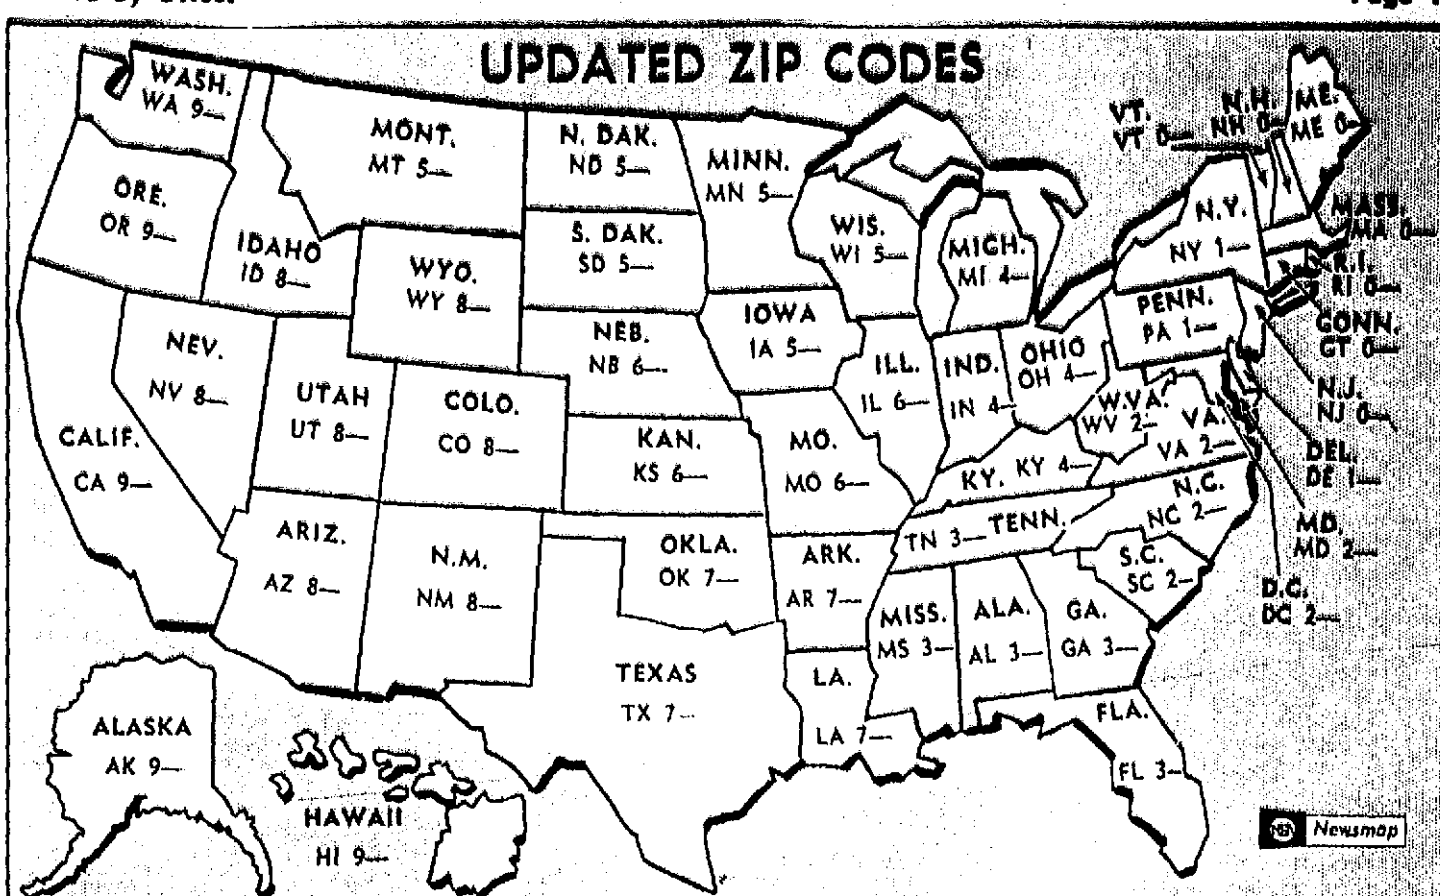 UPDATED ZIP CODES
WASH.
WA 9—
ORE.
OR 9—
CALIF.
CA 9—
NEV.
NV 8—
IDAHO
ID 8—
MONT.
MT 5—
WYO.
WY 8—
UTAH
UT 8—
COLO.
CO 8—
ARIZ.
AZ 8—
N.M.
NM 8—
N. DAK.
ND 5—
S. DAK.
SD 5—
NEB.
NB 6—
KAN.
KS 6—
OKLA.
OK 7—
TEXAS
TX 7—
MINN.
MN 5—
IOWA
IA 5—
MO.
MO 6—
ARK.
AR 7—
LA.
LA 7—
WIS.
WI 5—
ILL.
IL 6—
MICH.
MI 4—
IND.
IN 4—
OHIO
OH 4—
KY. KY 4—
TN 3— TENN.
MISS.
MS 3—
ALA.
AL 3—
GA.
GA 3—
FLA.
FL 3—
S.C.
SC 2—
N.C.
NC 2—
VA.
VA 2—
W.VA.
WV 2—
PENN.
PA 1—
N.Y.
NY 1—
VT.
VT 0—
N.H.
NH 0—
ME.
ME 0—
MASS.
MA 0—
R.I.
RI 0—
CONN.
CT 0—
N.J.
NJ 0—
DEL.
DE 1—
MD.
MD 2—
D.C.
DC 2—
ALASKA
AK 9—
HAWAII
HI 9—
NEA Newsmap